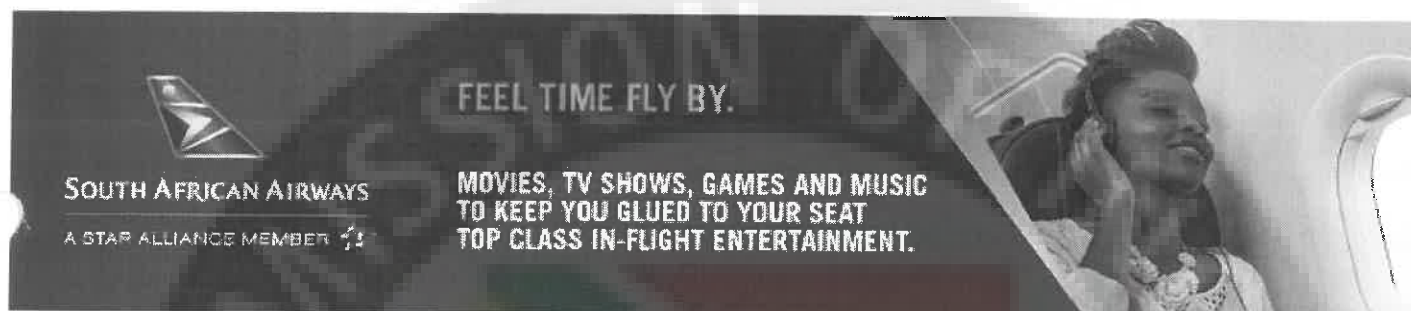 FEEL TIME FLY BY.
SOUTH AFRICAN AIRWAYS
A STAR ALLIANCE MEMBER
MOVIES, TV SHOWS, GAMES AND MUSIC
TO KEEP YOU GLUED TO YOUR SEAT
TOP CLASS IN-FLIGHT ENTERTAINMENT.